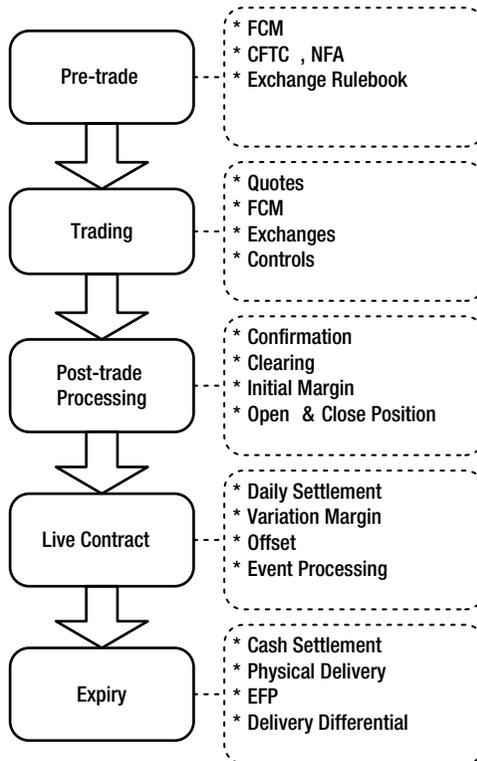 Pre-trade
* FCM
* CFTC , NFA
* Exchange Rulebook
Trading
* Quotes
* FCM
* Exchanges
* Controls
Post-trade
Processing
* Confirmation
* Clearing
* Initial Margin
* Open & Close Position
Live Contract
* Daily Settlement
* Variation Margin
* Offset
* Event Processing
Expiry
* Cash Settlement
* Physical Delivery
* EFP
* Delivery Differential